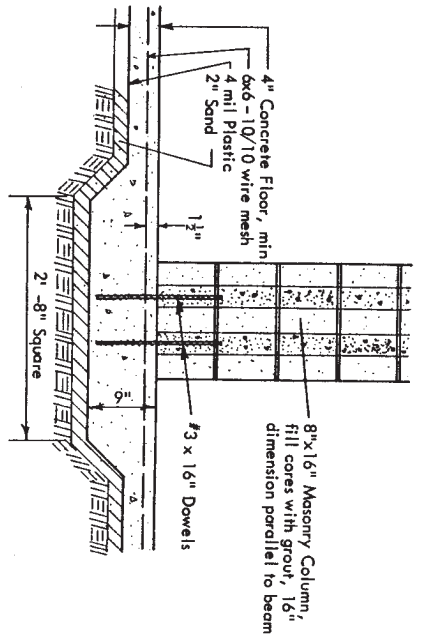 4" Concrete Floor, min
6x6 - 10/10 wire mesh
4 mil Plastic
2" Sand
1½"
8"x16" Masonry Column,
fill cores with grout, 16"
dimension parallel to beam
#3 x 16" Dowels
9"
2' -8" Square